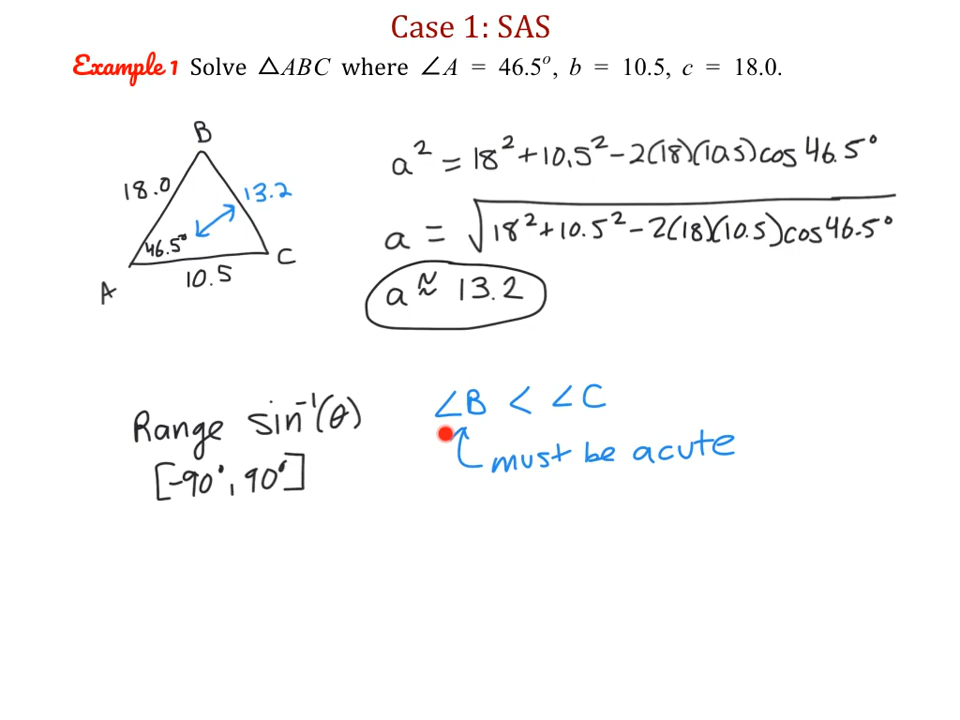 Case 1: SAS
Example 1 Solve △ABC where ∠A = 46.5°, b = 10.5, c = 18.0.
B
18.0
13.2
46.5°
C
10.5
A
a² = 18² + 10.5² - 2(18)(10.5)cos 46.5°
a = √18² + 10.5² - 2(18)(10.5)cos 46.5°
a ≈ 13.2
Range sin⁻¹(θ)
[-90°, 90°]
∠B < ∠C
must be acute